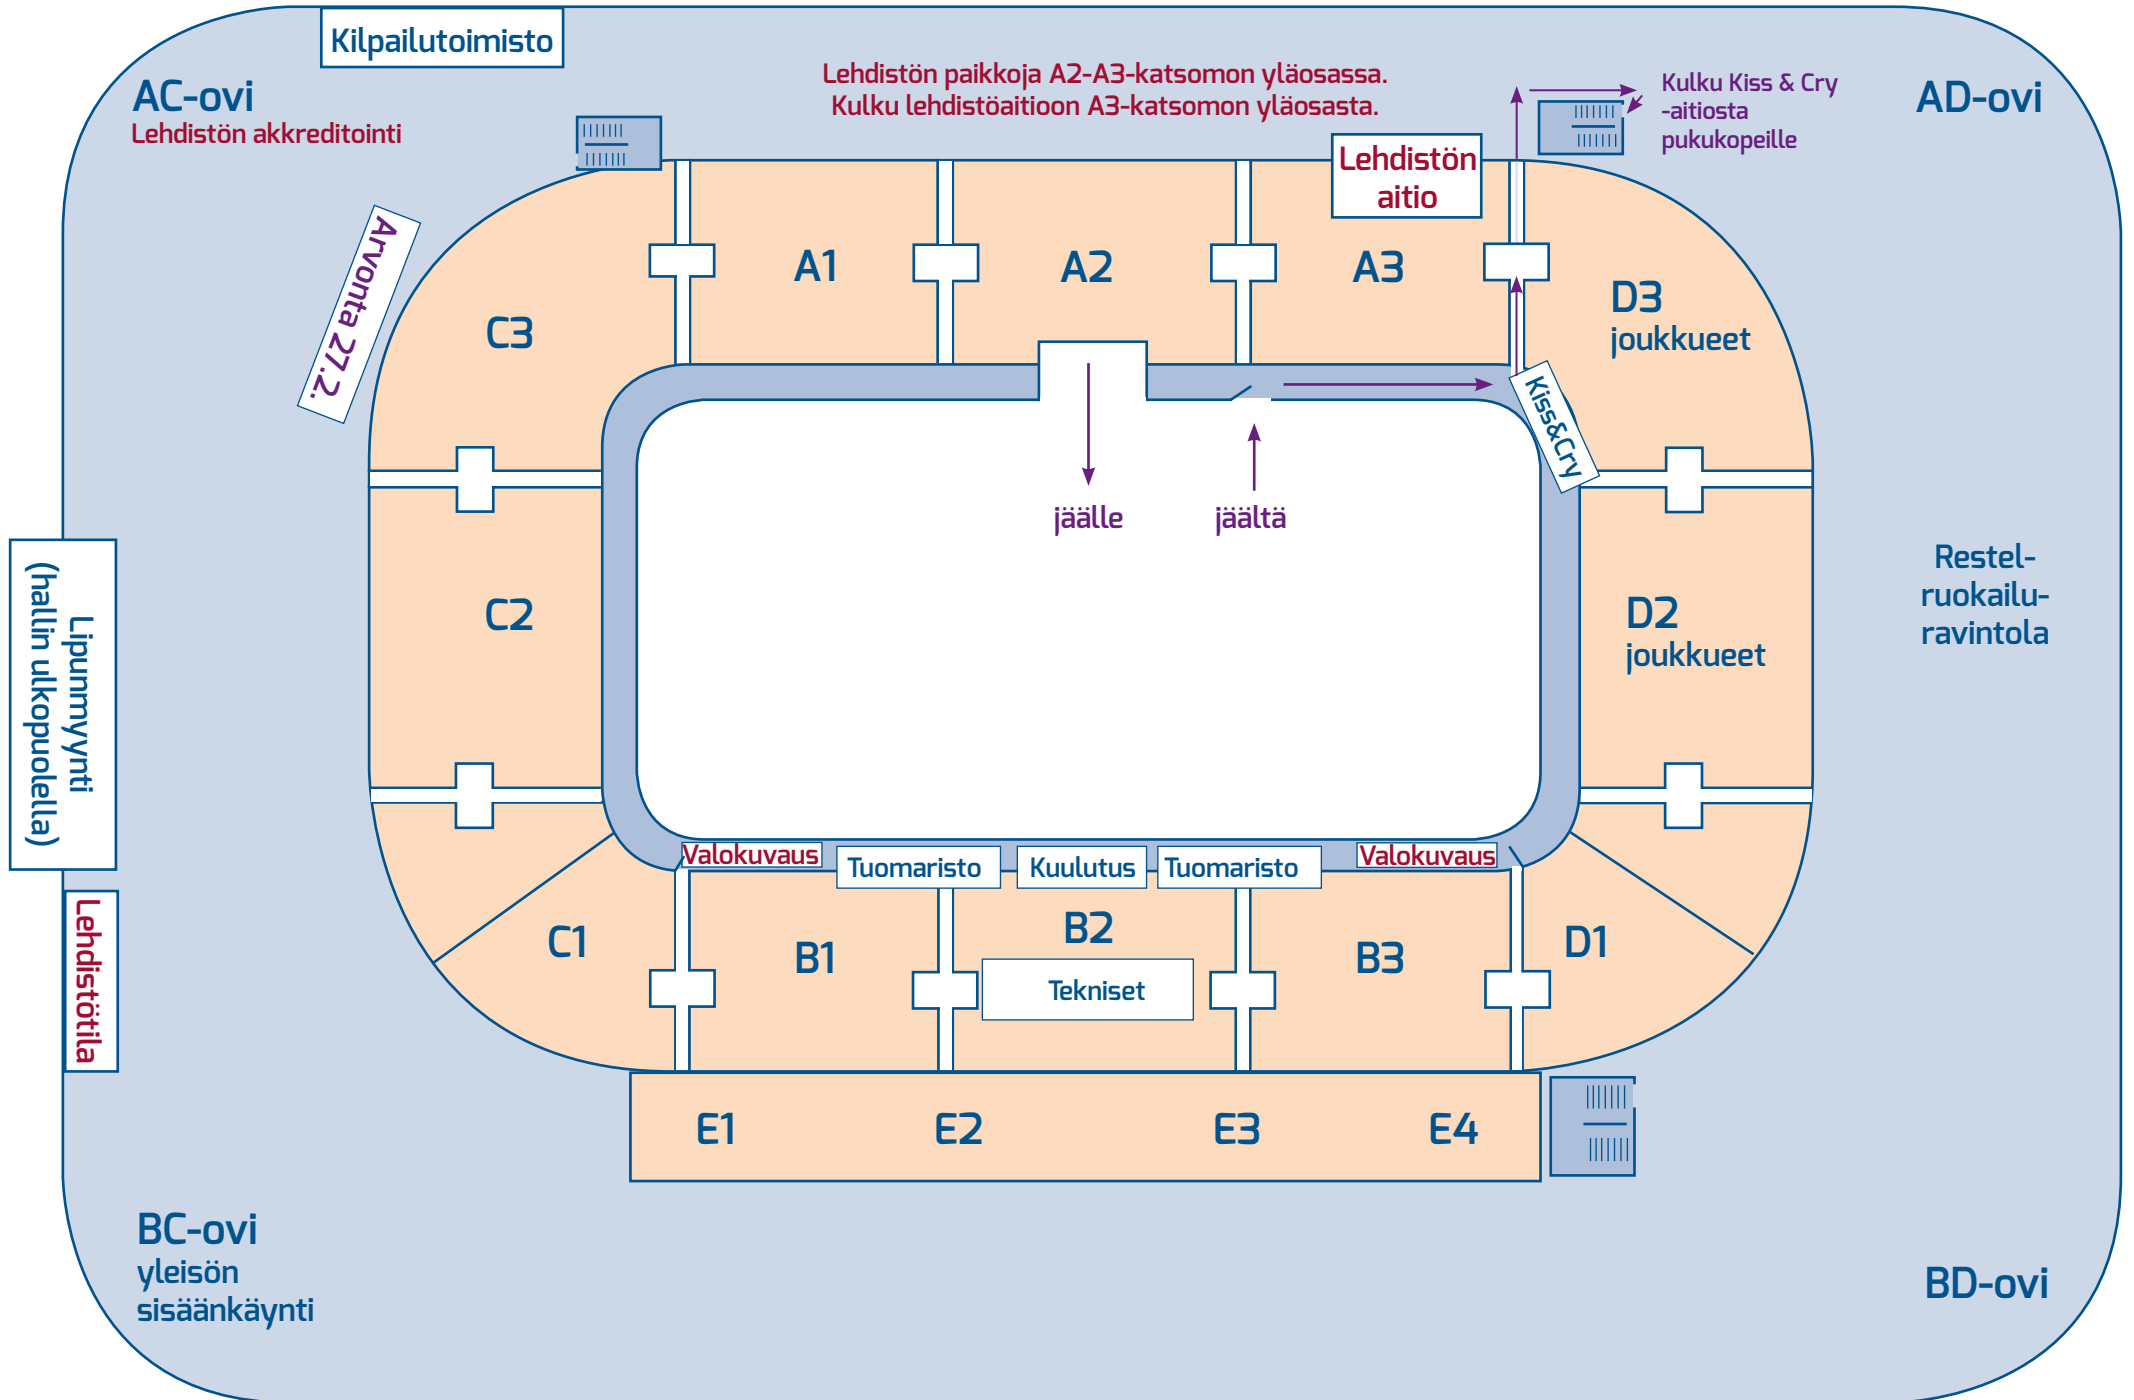 Kilpailutoimisto
AC-ovi
Lehdistön akkreditointi
Lehdistön paikkoja A2-A3-katsomon yläosassa.
Kulku lehdistöaitioon A3-katsomon yläosasta.
Kulku Kiss & Cry
-aitiosta
pukukopeille
AD-ovi
Lehdistön
aitio
Arvonta 27.2.
A1
A2
A3
C3
D3
joukkueet
Kiss&Cry
jäälle
jäältä
Lipunmyynti
(hallin ulkopuolella)
C2
D2
joukkueet
Restel-
ruokailu-
ravintola
Valokuvaus
Tuomaristo
Kuulutus
Tuomaristo
Valokuvaus
Lehdistötila
C1
B1
B2
Tekniset
B3
D1
E1
E2
E3
E4
BC-ovi
yleisön
sisäänkäynti
BD-ovi